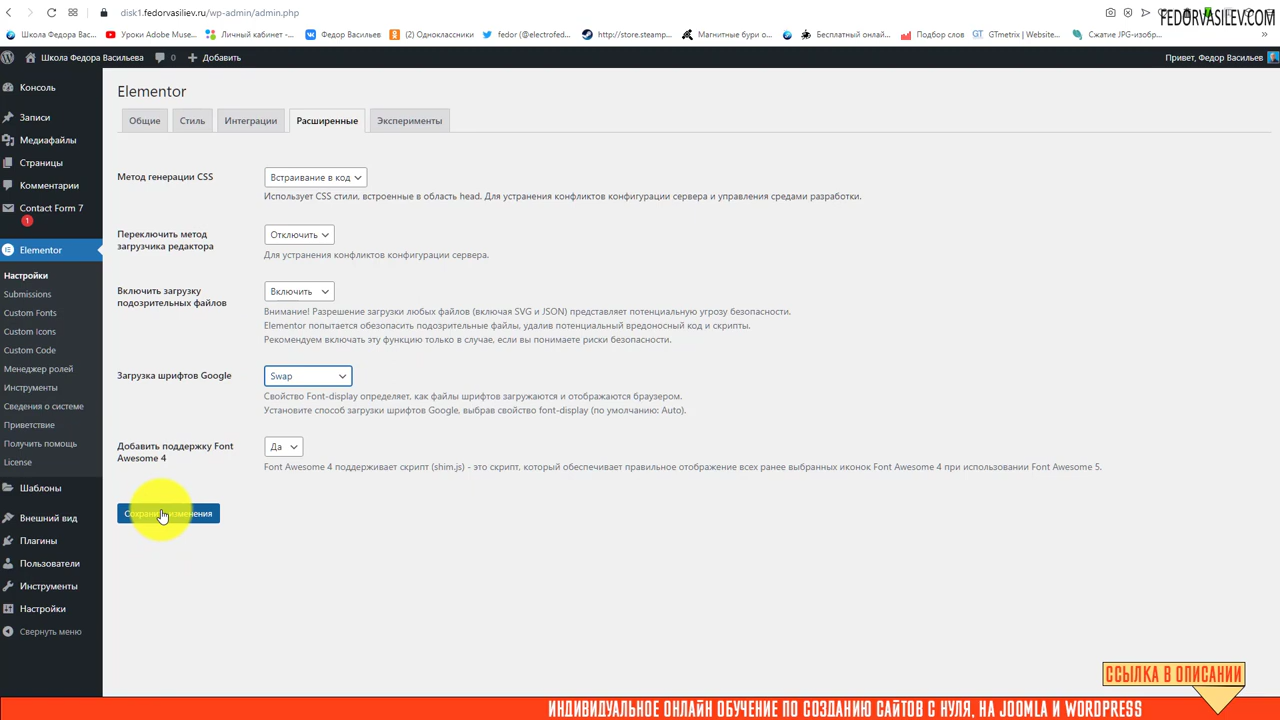 disk1.fedorvasiliev.ru/wp-admin/admin.php
FEDORVASILEV.COM
Школа Федора Вас...
Уроки Adobe Muse...
Личный кабинет -...
Федор Васильев
(2) Одноклассники
fedor (@electrofed...
http://store.steamp...
Магнитные бури о...
Бесплатный онлай...
Подбор слов
GTmetrix | Website...
Сжатие JPG-изобр...
Школа Федора Васильева
0
Добавить
Привет, Федор Васильев
Консоль
Записи
Медиафайлы
Страницы
Комментарии
Contact Form 7
1
Elementor
Настройки
Submissions
Custom Fonts
Custom Icons
Custom Code
Менеджер ролей
Инструменты
Сведения о системе
Приветствие
Получить помощь
License
Шаблоны
Внешний вид
Плагины
Пользователи
Инструменты
Настройки
Свернуть меню
Elementor
Общие
Стиль
Интеграции
Расширенные
Эксперименты
Метод генерации CSS
Встраивание в код
Использует CSS стили, встроенные в область head. Для устранения конфликтов конфигурации сервера и управления средами разработки.
Переключить метод
загрузчика редактора
Отключить
Для устранения конфликтов конфигурации сервера.
Включить загрузку
подозрительных файлов
Включить
Внимание! Разрешение загрузки любых файлов (включая SVG и JSON) представляет потенциальную угрозу безопасности.
Elementor попытается обезопасить подозрительные файлы, удалив потенциальный вредоносный код и скрипты.
Рекомендуем включать эту функцию только в случае, если вы понимаете риски безопасности.
Загрузка шрифтов Google
Swap
Свойство Font-display определяет, как файлы шрифтов загружаются и отображаются браузером.
Установите способ загрузки шрифтов Google, выбрав свойство font-display (по умолчанию: Auto).
Добавить поддержку Font
Awesome 4
Да
Font Awesome 4 поддерживает скрипт (shim.js) - это скрипт, который обеспечивает правильное отображение всех ранее выбранных иконок Font Awesome 4 при использовании Font Awesome 5.
Сохранить изменения
ССЫЛКА В ОПИСАНИИ
ИНДИВИДУАЛЬНОЕ ОНЛАЙН ОБУЧЕНИЕ ПО СОЗДАНИЮ САЙТОВ С НУЛЯ, НА JOOMLA И WORDPRESS